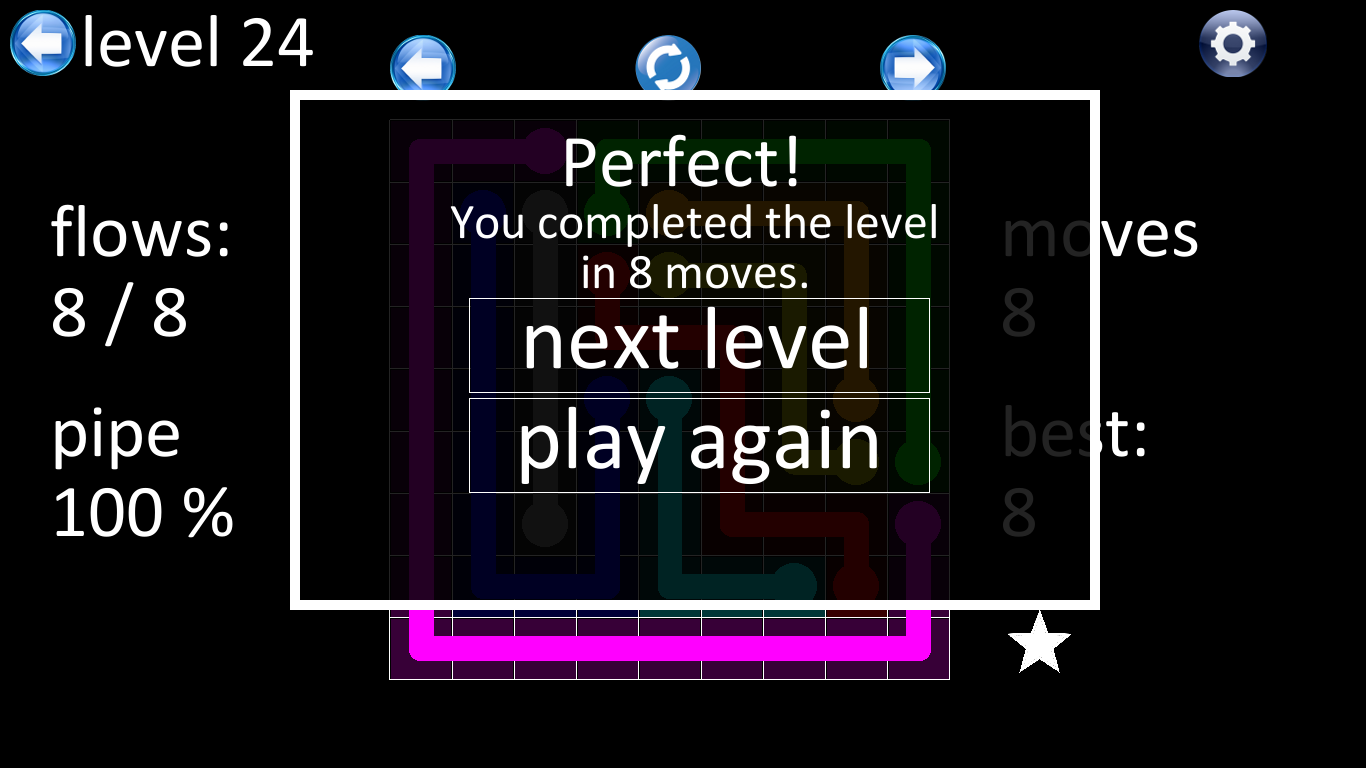 level 24
Perfect!
You completed the level
in 8 moves.
next level
play again
flows:
8 / 8
pipe
100 %
moves
8
best:
8